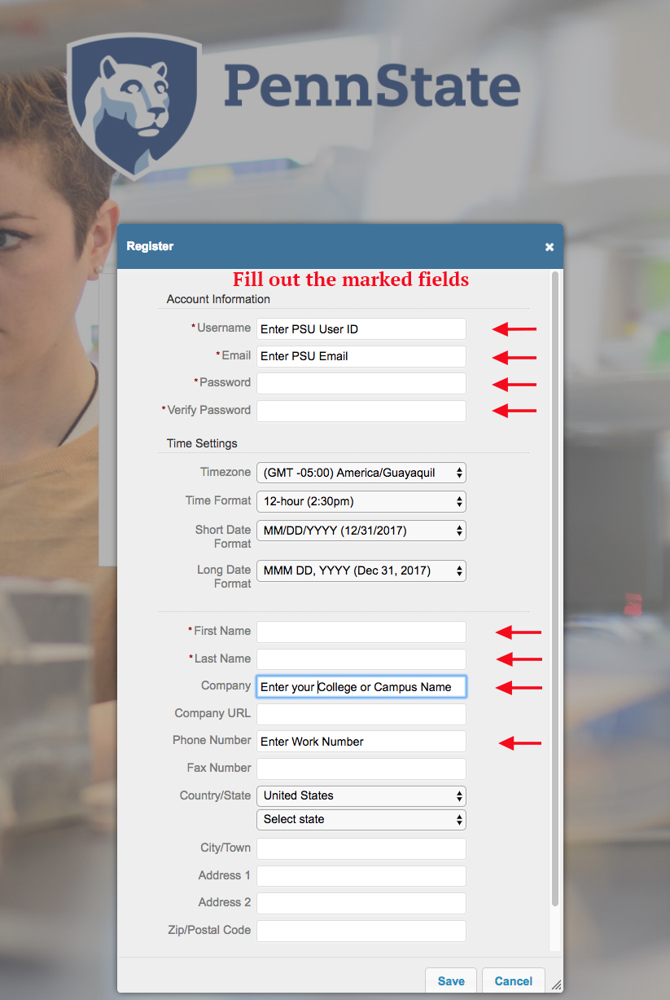 PennState
Register ×
Fill out the marked fields
Account Information
*Username Enter PSU User ID
*Email Enter PSU Email
*Password
*Verify Password
Time Settings
Timezone (GMT -05:00) America/Guayaquil
Time Format 12-hour (2:30pm)
Short Date
Format MM/DD/YYYY (12/31/2017)
Long Date
Format MMM DD, YYYY (Dec 31, 2017)
*First Name
*Last Name
Company Enter your College or Campus Name
Company URL
Phone Number Enter Work Number
Fax Number
Country/State United States
Select state
City/Town
Address 1
Address 2
Zip/Postal Code
Save Cancel